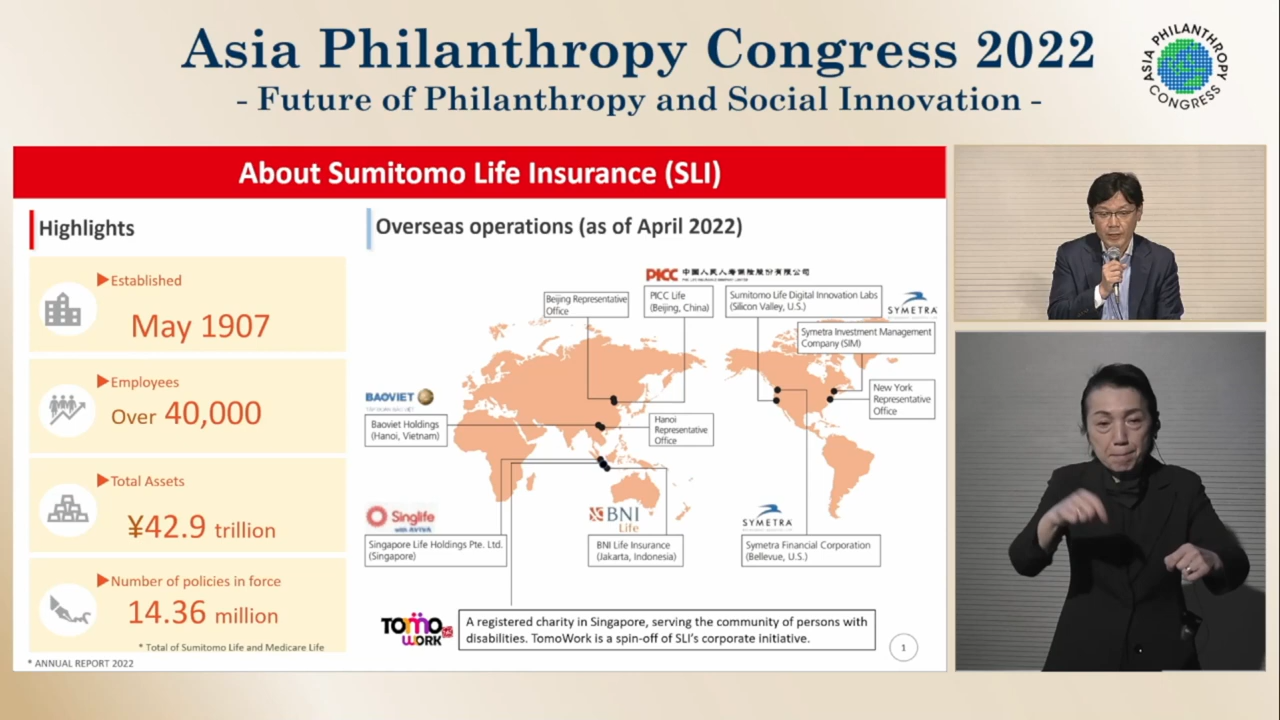 Asia Philanthropy Congress 2022
- Future of Philanthropy and Social Innovation -
ASIA PHILANTHROPY CONGRESS
About Sumitomo Life Insurance (SLI)
Highlights
▶Established
May 1907
▶Employees
Over 40,000
▶Total Assets
¥42.9 trillion
▶Number of policies in force
14.36 million
* Total of Sumitomo Life and Medicare Life
* ANNUAL REPORT 2022
Overseas operations (as of April 2022)
PICC 中國人民人壽保險股份有限公司
Beijing Representative
Office
PICC Life
(Beijing, China)
Sumitomo Life Digital Innovation Labs
(Silicon Valley, U.S.)
SYMETRA
Symetra Investment Management
Company (SIM)
New York
Representative
Office
BAOVIET
Baoviet Holdings
(Hanoi, Vietnam)
Hanoi
Representative
Office
Singlife
with AVIVA
Singapore Life Holdings Pte. Ltd.
(Singapore)
BNI
Life
BNI Life Insurance
(Jakarta, Indonesia)
SYMETRA
Symetra Financial Corporation
(Bellevue, U.S.)
TOMO
WORK
A registered charity in Singapore, serving the community of persons with
disabilities. TomoWork is a spin-off of SLI's corporate initiative.
1